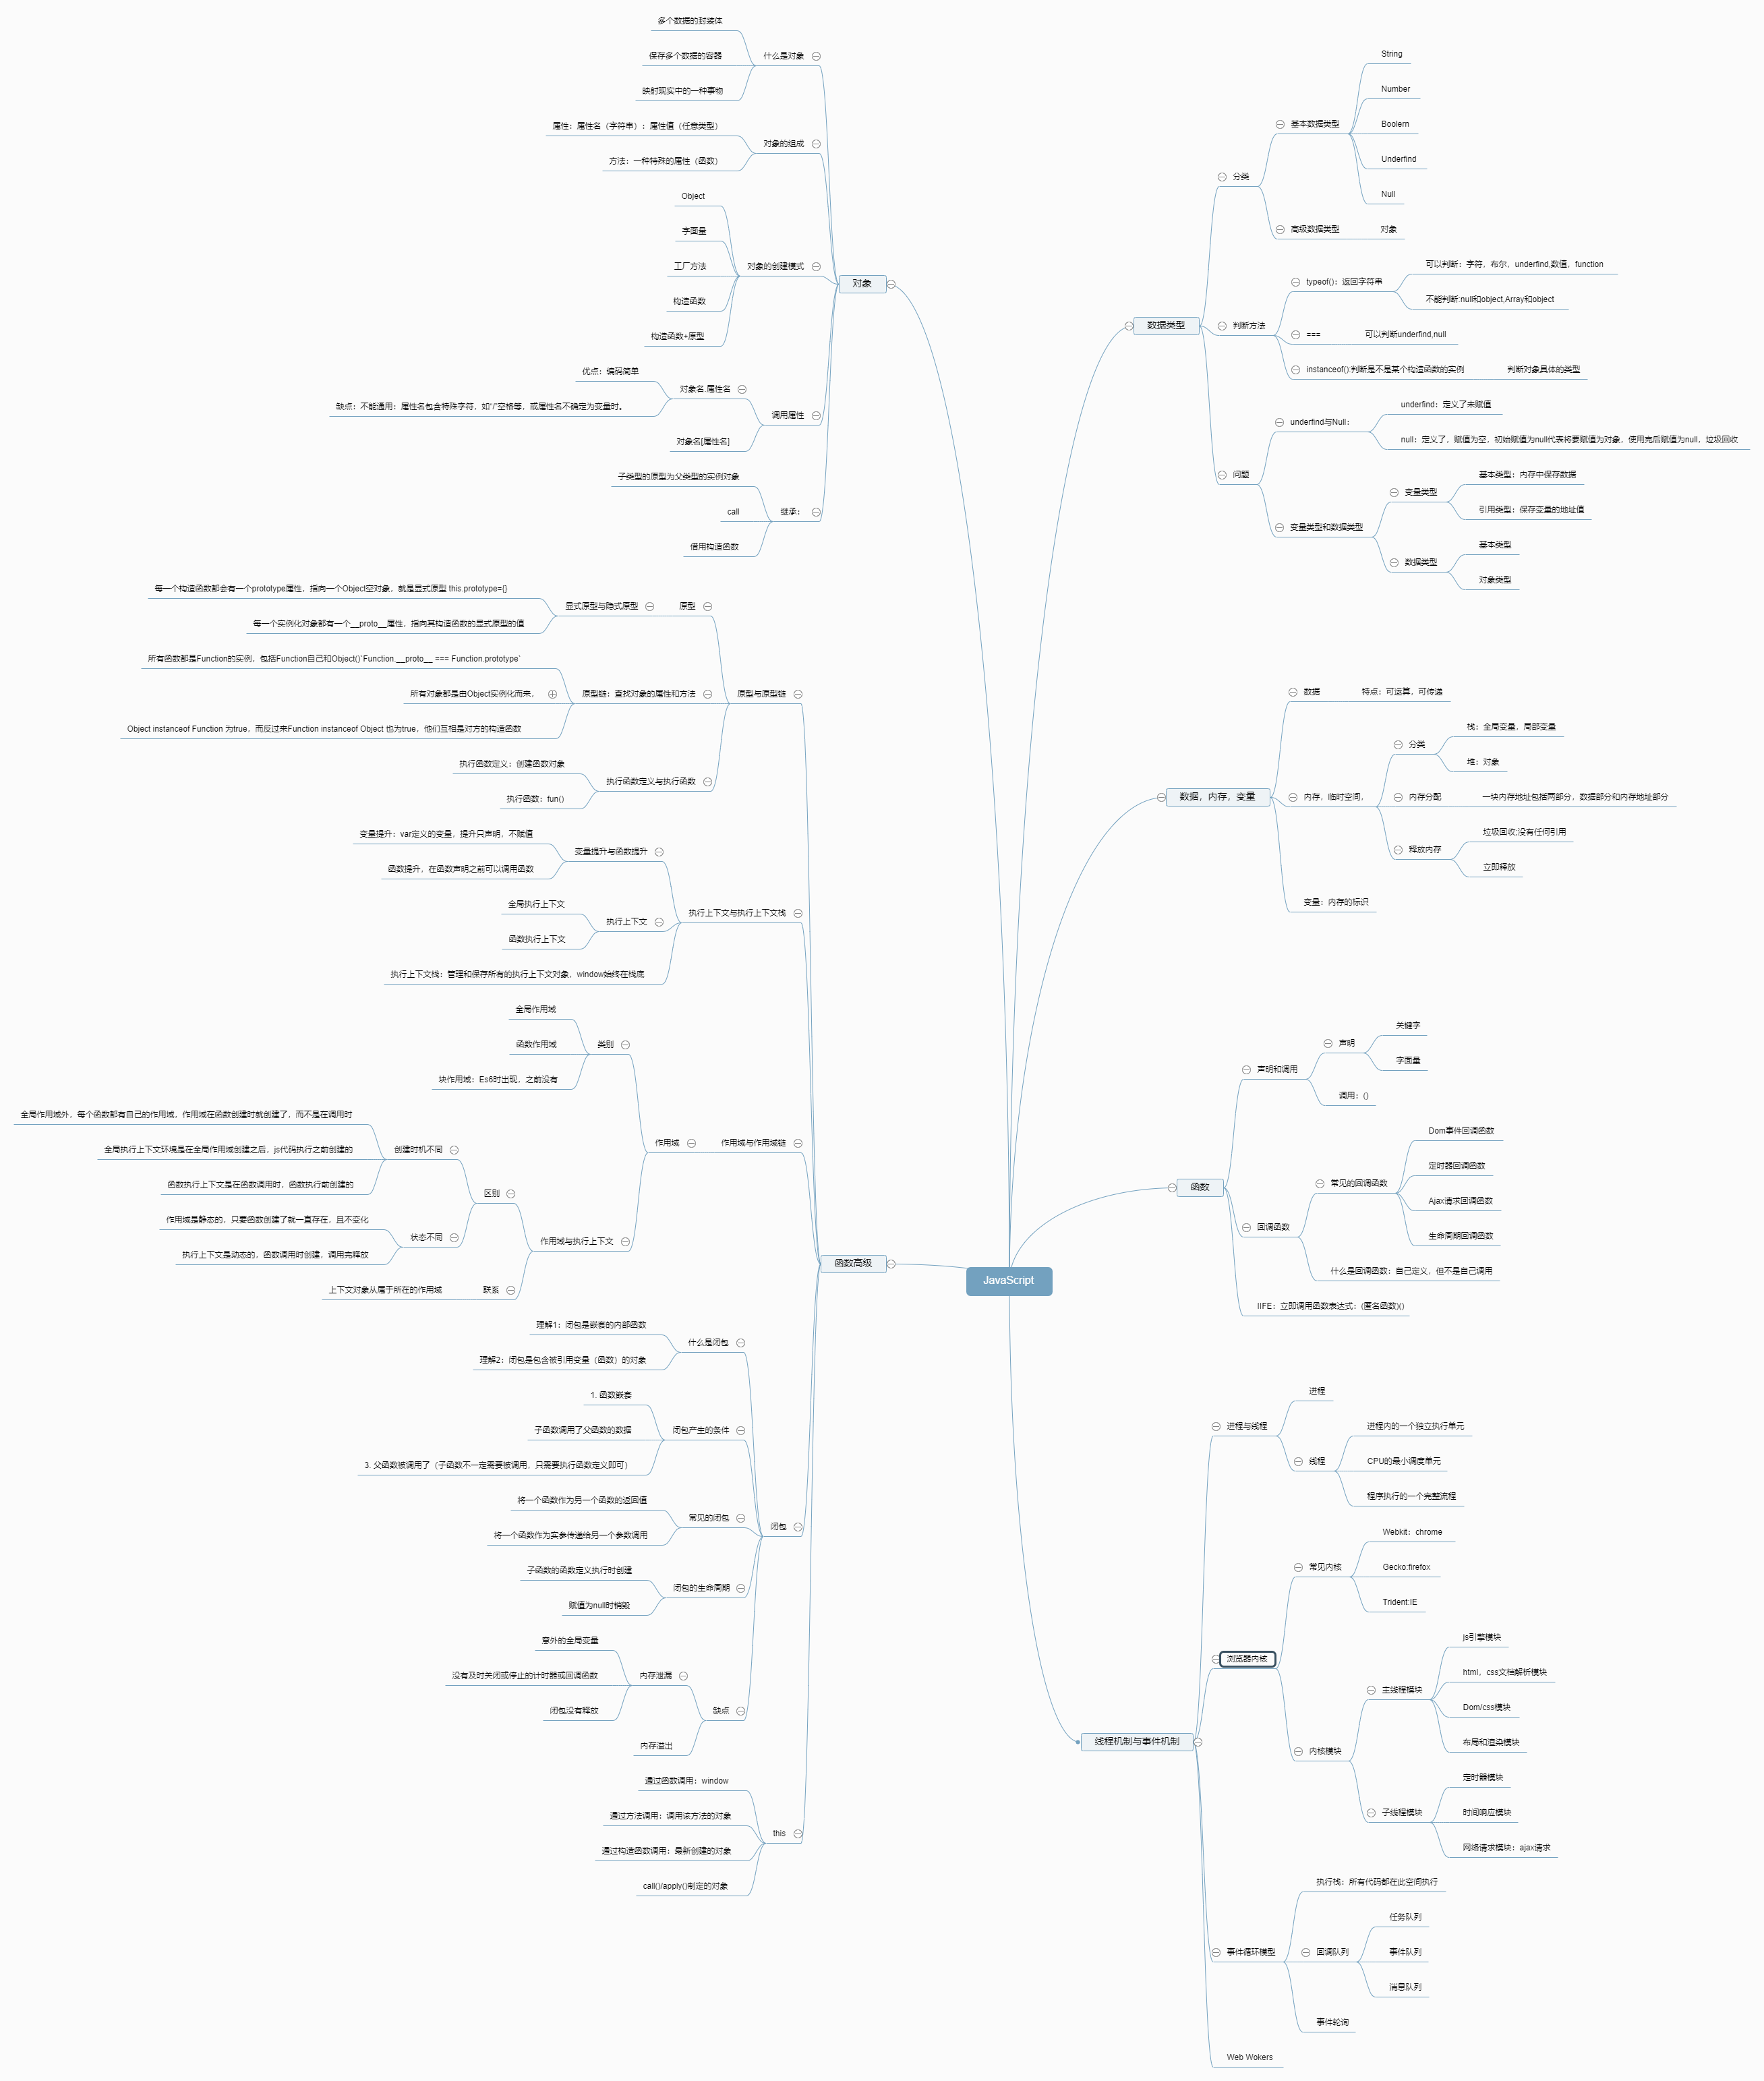 JavaScript
数据类型
分类
基本数据类型
String
Number
Boolern
Underfind
Null
高级数据类型
对象
判断方法
typeof()：返回字符串
可以判断：字符，布尔，underfind,数值，function
不能判断:null和object,Array和object
===
可以判断underfind,null
instanceof():判断是不是某个构造函数的实例
判断对象具体的类型
问题
underfind与Null：
underfind：定义了未赋值
null：定义了，赋值为空，初始赋值为null代表将要赋值为对象，使用完后赋值为null，垃圾回收
变量类型和数据类型
变量类型
基本类型：内存中保存数据
引用类型：保存变量的地址值
数据类型
基本类型
对象类型
数据，内存，变量
数据
特点：可运算，可传递
内存，临时空间，
分类
栈：全局变量，局部变量
堆：对象
内存分配
一块内存地址包括两部分，数据部分和内存地址部分
释放内存
垃圾回收;没有任何引用
立即释放
变量：内存的标识
函数
声明和调用
声明
关键字
字面量
调用：()
回调函数
常见的回调函数
Dom事件回调函数
定时器回调函数
Ajax请求回调函数
生命周期回调函数
什么是回调函数：自己定义，但不是自己调用
IIFE：立即调用函数表达式：(匿名函数)()
线程机制与事件机制
进程与线程
进程
线程
进程内的一个独立执行单元
CPU的最小调度单元
程序执行的一个完整流程
浏览器内核
常见内核
Webkit：chrome
Gecko:firefox
Trident:IE
内核模块
主线程模块
js引擎模块
html，css文档解析模块
Dom/css模块
布局和渲染模块
子线程模块
定时器模块
时间响应模块
网络请求模块：ajax请求
事件循环模型
执行栈：所有代码都在此空间执行
回调队列
任务队列
事件队列
消息队列
事件轮询
Web Wokers
对象
什么是对象
多个数据的封装体
保存多个数据的容器
映射现实中的一种事物
对象的组成
属性：属性名（字符串）：属性值（任意类型）
方法：一种特殊的属性（函数）
对象的创建模式
Object
字面量
工厂方法
构造函数
构造函数+原型
调用属性
对象名.属性名
优点：编码简单
缺点：不能通用：属性名包含特殊字符，如“/”空格等，或属性名不确定为变量时。
对象名[属性名]
继承：
子类型的原型为父类型的实例对象
call
借用构造函数
函数高级
原型与原型链
原型
显式原型与隐式原型
每一个构造函数都会有一个prototype属性，指向一个Object空对象，就是显式原型 this.prototype={}
每一个实例化对象都有一个__proto__属性，指向其构造函数的显式原型的值
原型链：查找对象的属性和方法
所有函数都是Function的实例，包括Function自己和Object()`Function.__proto__ === Function.prototype`
所有对象都是由Object实例化而来，
Object instanceof Function 为true，而反过来Function instanceof Object 也为true，他们互相是对方的构造函数
执行函数定义与执行函数
执行函数定义：创建函数对象
执行函数：fun()
执行上下文与执行上下文栈
变量提升与函数提升
变量提升：var定义的变量，提升只声明，不赋值
函数提升，在函数声明之前可以调用函数
执行上下文
全局执行上下文
函数执行上下文
执行上下文栈：管理和保存所有的执行上下文对象，window始终在栈底
作用域与作用域链
作用域
类别
全局作用域
函数作用域
块作用域：Es6时出现，之前没有
作用域与执行上下文
区别
创建时机不同
全局作用域外，每个函数都有自己的作用域，作用域在函数创建时就创建了，而不是在调用时
全局执行上下文环境是在全局作用域创建之后，js代码执行之前创建的
函数执行上下文是在函数调用时，函数执行前创建的
状态不同
作用域是静态的，只要函数创建了就一直存在，且不变化
执行上下文是动态的，函数调用时创建，调用完释放
联系
上下文对象从属于所在的作用域
闭包
什么是闭包
理解1：闭包是嵌套的内部函数
理解2：闭包是包含被引用变量（函数）的对象
闭包产生的条件
1. 函数嵌套
子函数调用了父函数的数据
3. 父函数被调用了（子函数不一定需要被调用，只需要执行函数定义即可）
常见的闭包
将一个函数作为另一个函数的返回值
将一个函数作为实参传递给另一个参数调用
闭包的生命周期
子函数的函数定义执行时创建
赋值为null时销毁
缺点
内存泄漏
意外的全局变量
没有及时关闭或停止的计时器或回调函数
闭包没有释放
内存溢出
this
通过函数调用：window
通过方法调用：调用该方法的对象
通过构造函数调用：最新创建的对象
call()/apply()制定的对象